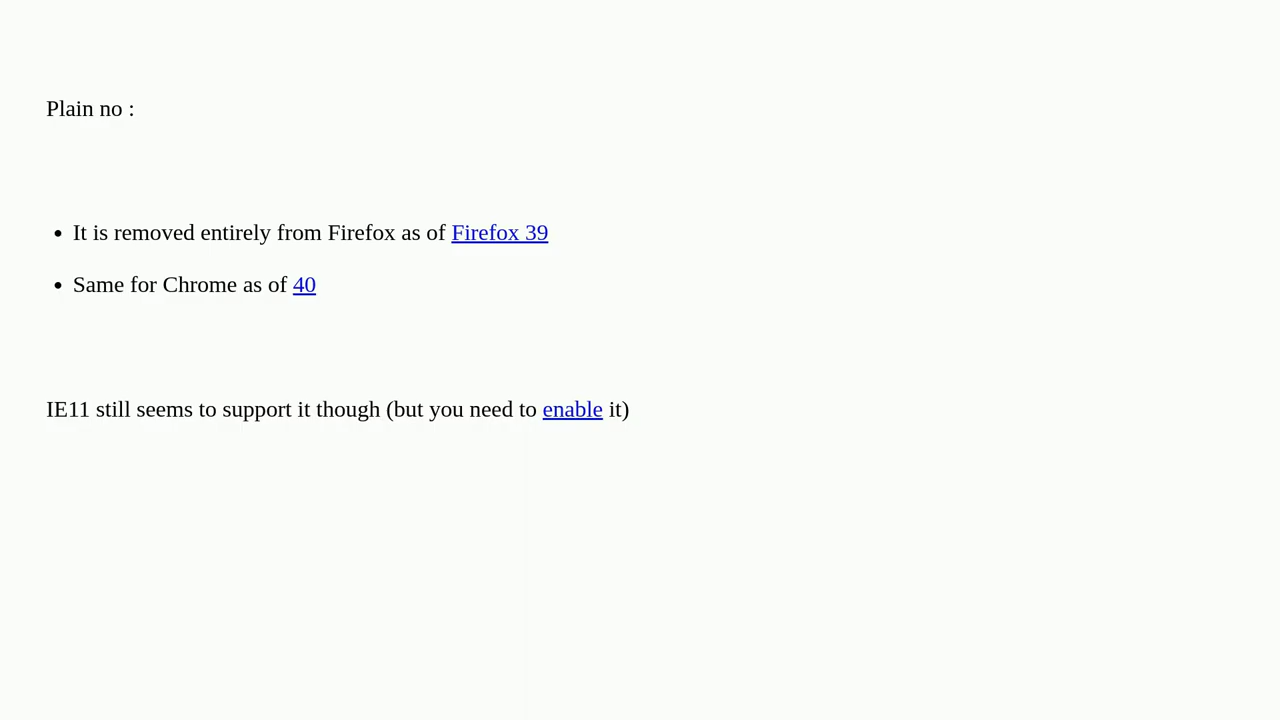 Plain no :
• It is removed entirely from Firefox as of Firefox 39
• Same for Chrome as of 40
IE11 still seems to support it though (but you need to enable it)